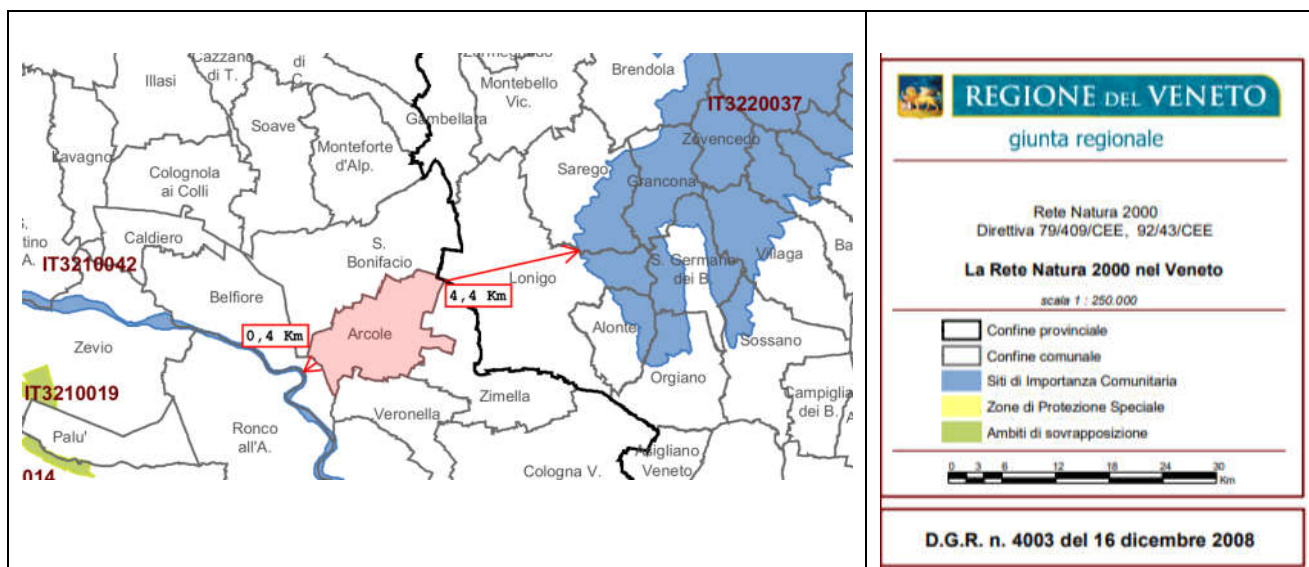 Cazzano
di T.
di
C.
Illasi
Soave
Monteforte
d'Alp.
Gambellara
Montebello
Vic.
Brendola
IT3220037
Zovencedo
Sarego
Grancona
Lavagno
Colognola
ai Colli
Caldiero
tino
A.
IT3210042
Belfiore
S.
Bonifacio
Lonigo
S. Germano
dei B.
Villaga
Ba
4,4 Km
0,4 Km
Arcole
Alonte
Sossano
Zevio
IT3210019
Orgiano
Campiglia
dei B.
Zimella
Veronella
Palu'
Ronco
all'A.
014
Cologna V.
Asigliano
Veneto
REGIONE DEL VENETO
giunta regionale
Rete Natura 2000
Direttiva 79/409/CEE, 92/43/CEE
La Rete Natura 2000 nel Veneto
scala 1 : 250.000
Confine provinciale
Confine comunale
Siti di Importanza Comunitaria
Zone di Protezione Speciale
Ambiti di sovrapposizione
0 3 6 12 18 24 30
Km
D.G.R. n. 4003 del 16 dicembre 2008